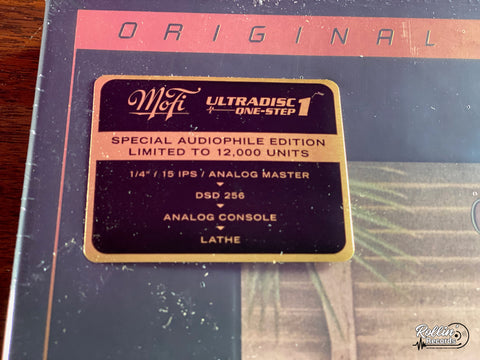 ORIGINAL
MoFi ULTRADISC ONE-STEP 1
SPECIAL AUDIOPHILE EDITION
LIMITED TO 12,000 UNITS
1/4" / 15 IPS / ANALOG MASTER
DSD 256
ANALOG CONSOLE
LATHE
Rollin'
Records